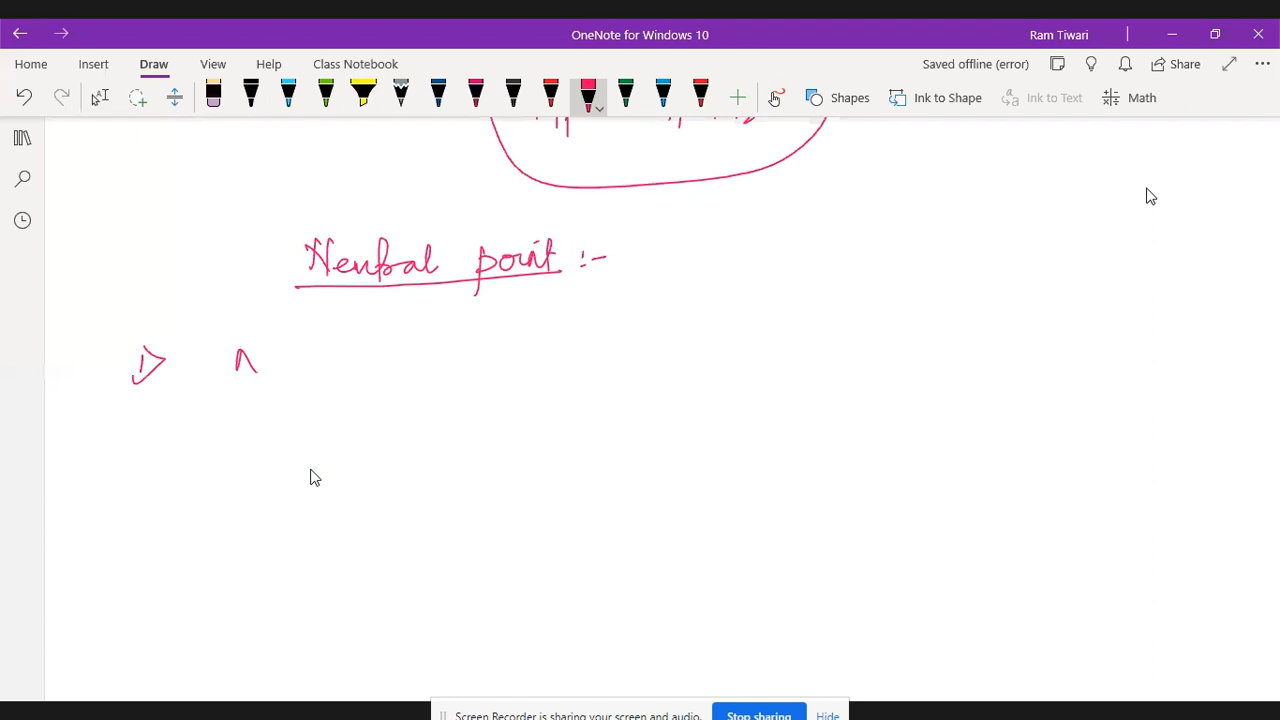 OneNote for Windows 10
Ram Tiwari
Home Insert Draw View Help Class Notebook
Saved offline (error) Share
Shapes Ink to Shape Ink to Text Math
Neutral point :-
Screen Recorder is sharing your screen and audio. Stop sharing Hide